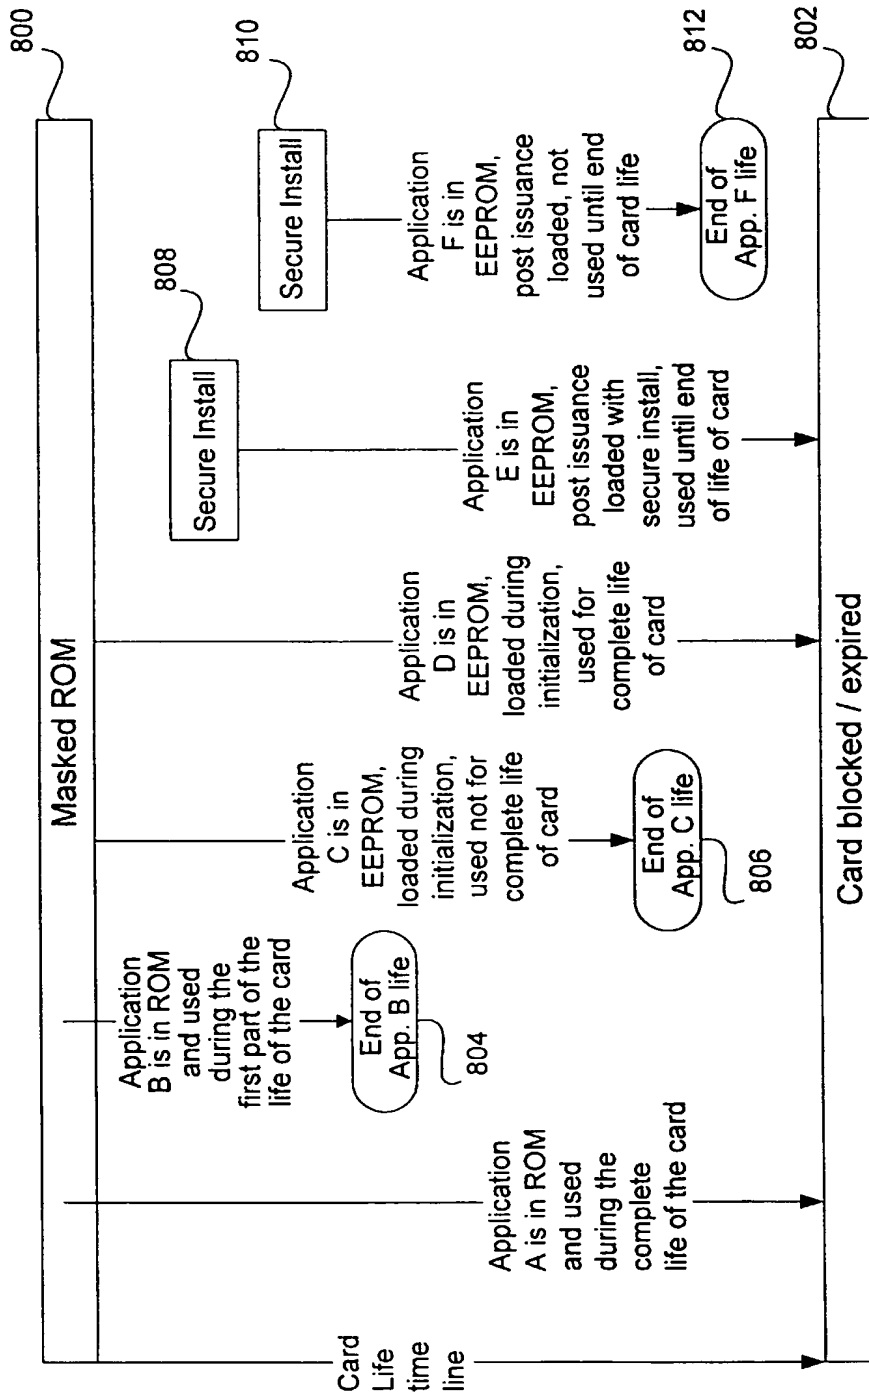 Masked ROM
800
Card
Life
time
line
Application
A is in ROM
and used
during the
complete
life of the card
Application
B is in ROM
and used
during the
first part of the
life of the card
End of
App. B life
804
Application
C is in
EEPROM,
loaded during
initialization,
used not for
complete life
of card
End of
App. C life
806
Application
D is in
EEPROM,
loaded during
initialization,
used for
complete life
of card
Secure Install
808
Application
E is in
EEPROM,
post issuance
loaded with
secure install,
used until end
of life of card
Secure Install
810
Application
F is in
EEPROM,
post issuance
loaded, not
used until end
of card life
End of
App. F life
812
Card blocked / expired
802